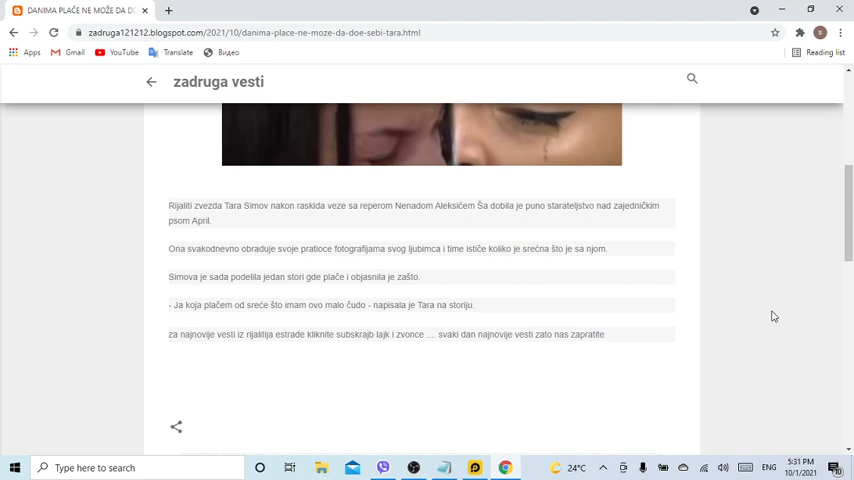 DANIMA PLAČE NE MOŽE DA DO
zadruga121212.blogspot.com/2021/10/danima-place-ne-moze-da-doe-sebi-tara.html
Apps Gmail YouTube Translate Видео Reading list
zadruga vesti
Rijaliti zvezda Tara Simov nakon raskida veze sa reperom Nenadom Aleksićem Ša dobila je puno starateljstvo nad zajedničkim
psom April.
Ona svakodnevno obraduje svoje pratioce fotografijama svog ljubimca i time ističe koliko je srećna što je sa njom.
Simova je sada podelila jedan stori gde plače i objasnila je zašto.
- Ja koja plačem od sreće što imam ovo malo čudo - napisala je Tara na storiju.
za najnovije vesti iz rijalitija estrade kliknite subskrajb lajk i zvonce .... svaki dan najnovije vesti zato nas zapratite
Type here to search
24°C
ENG
5:31 PM
10/1/2021
10